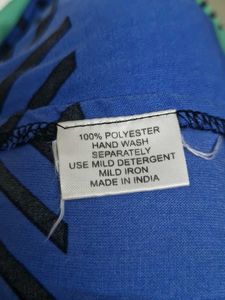 100% POLYESTER
HAND WASH
SEPARATELY
USE MILD DETERGENT
MILD IRON
MADE IN INDIA